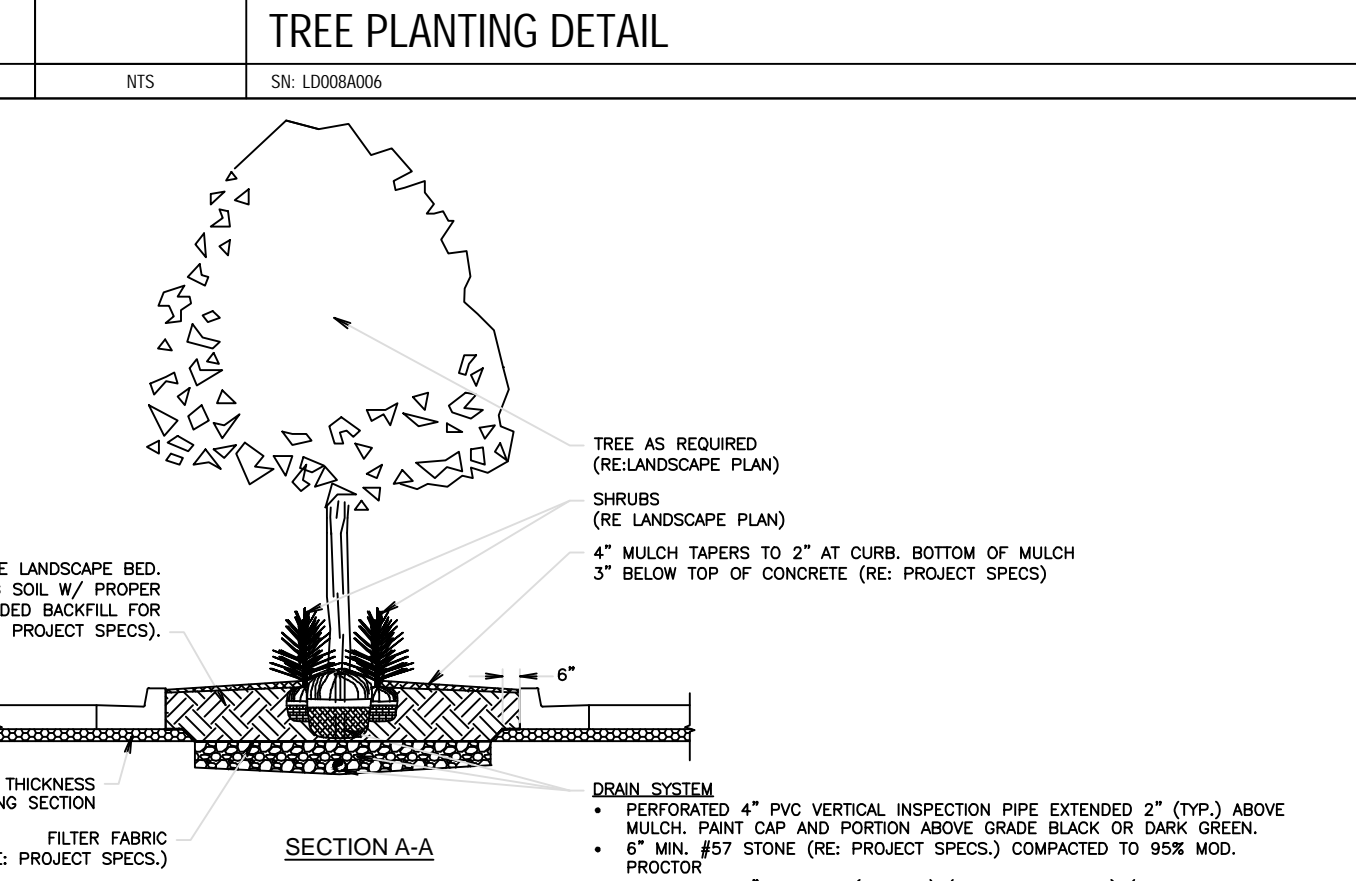 TREE PLANTING DETAIL
NTS
SN: LD008A006
TREE AS REQUIRED
(RE:LANDSCAPE PLAN)
SHRUBS
(RE LANDSCAPE PLAN)
4” MULCH TAPERS TO 2” AT CURB. BOTTOM OF MULCH
3” BELOW TOP OF CONCRETE (RE: PROJECT SPECS)
LANDSCAPE BED.
SOIL W/ PROPER
DED BACKFILL FOR
PROJECT SPECS).
6”
THICKNESS
NG SECTION
FILTER FABRIC
E: PROJECT SPECS.)
SECTION A-A
DRAIN SYSTEM
• PERFORATED 4” PVC VERTICAL INSPECTION PIPE EXTENDED 2” (TYP.) ABOVE
MULCH. PAINT CAP AND PORTION ABOVE GRADE BLACK OR DARK GREEN.
• 6” MIN. #57 STONE (RE: PROJECT SPECS.) COMPACTED TO 95% MOD.
PROCTOR